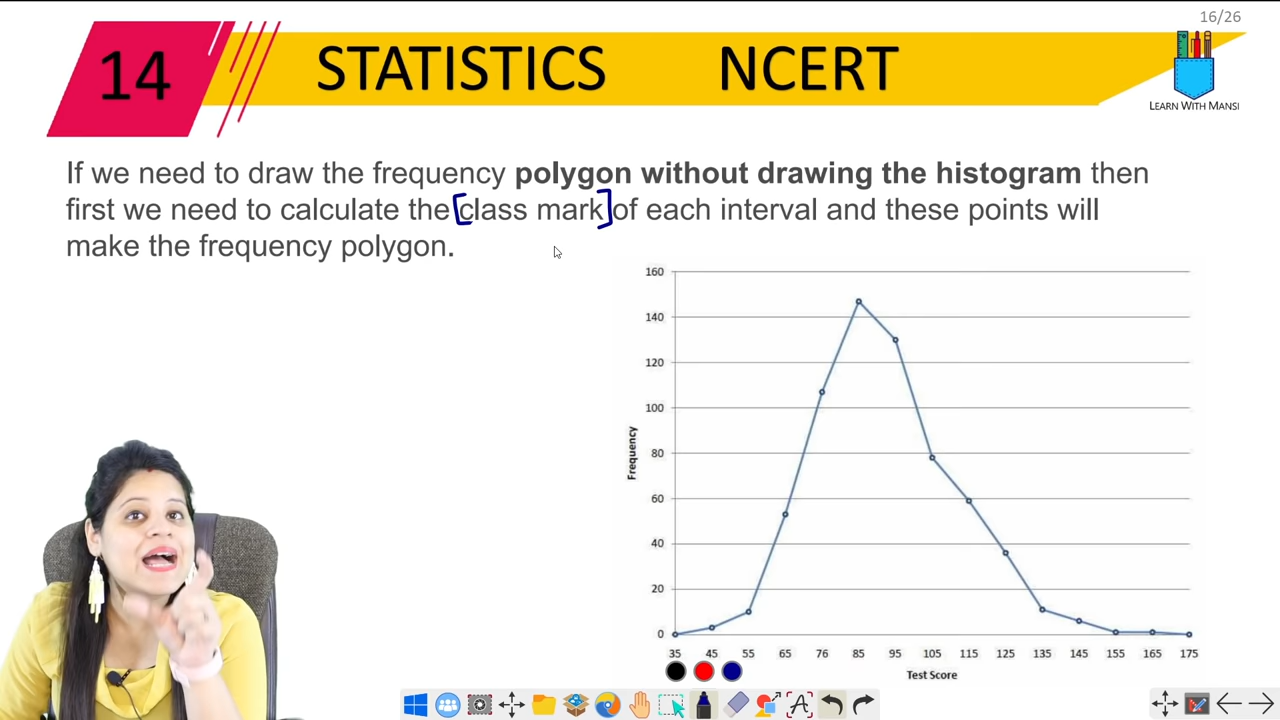 16/26
14
STATISTICS NCERT
LEARN WITH MANSI
If we need to draw the frequency polygon without drawing the histogram then
first we need to calculate the [class mark] of each interval and these points will
make the frequency polygon.
160
140
120
100
80
60
40
20
0
Frequency
35 45 55 65 76 85 95 105 115 125 135 145 155 165 175
Test Score
A